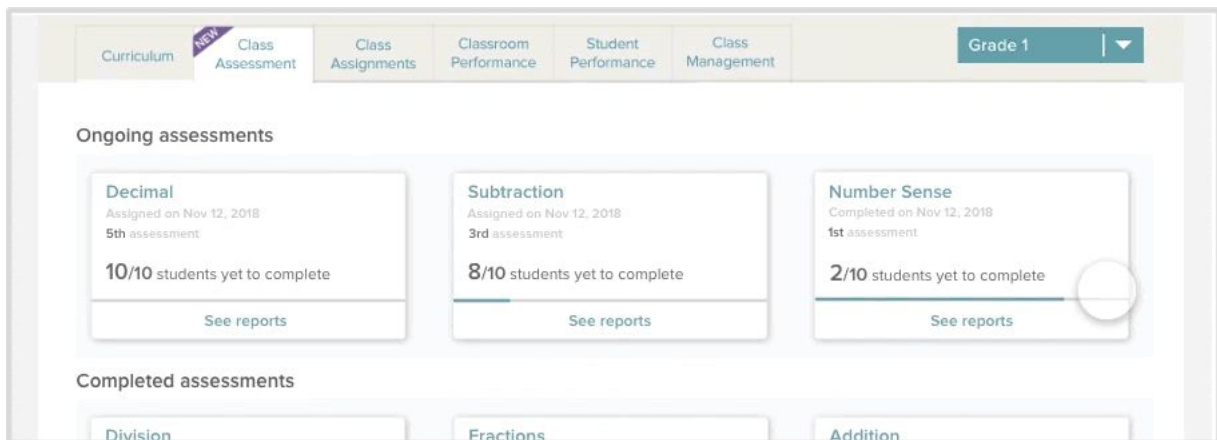 Curriculum
NEW
Class
Assessment
Class
Assignments
Classroom
Performance
Student
Performance
Class
Management
Grade 1
Ongoing assessments
Decimal
Assigned on Nov 12, 2018
5th assessment
10/10 students yet to complete
See reports
Subtraction
Assigned on Nov 12, 2018
3rd assessment
8/10 students yet to complete
See reports
Number Sense
Completed on Nov 12, 2018
1st assessment
2/10 students yet to complete
See reports
Completed assessments
Division
Fractions
Addition